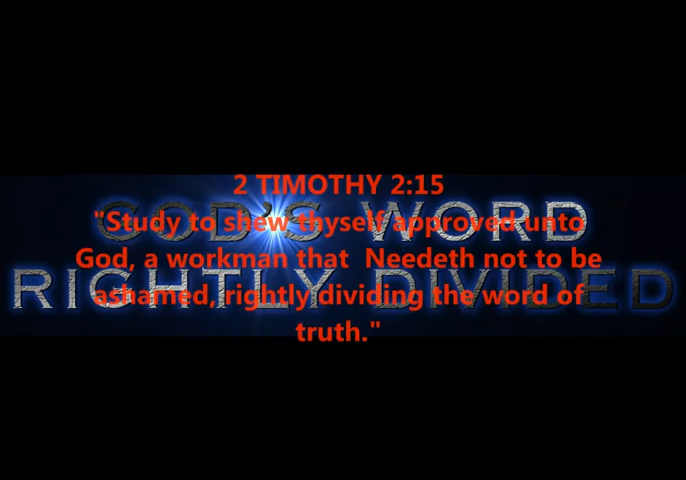 2 TIMOTHY 2:15
"Study to shew thyself approved unto
God, a workman that  Needeth not to be
ashamed, rightly dividing the word of
truth."
GOD'S WORD
RIGHTLY DIVIDED